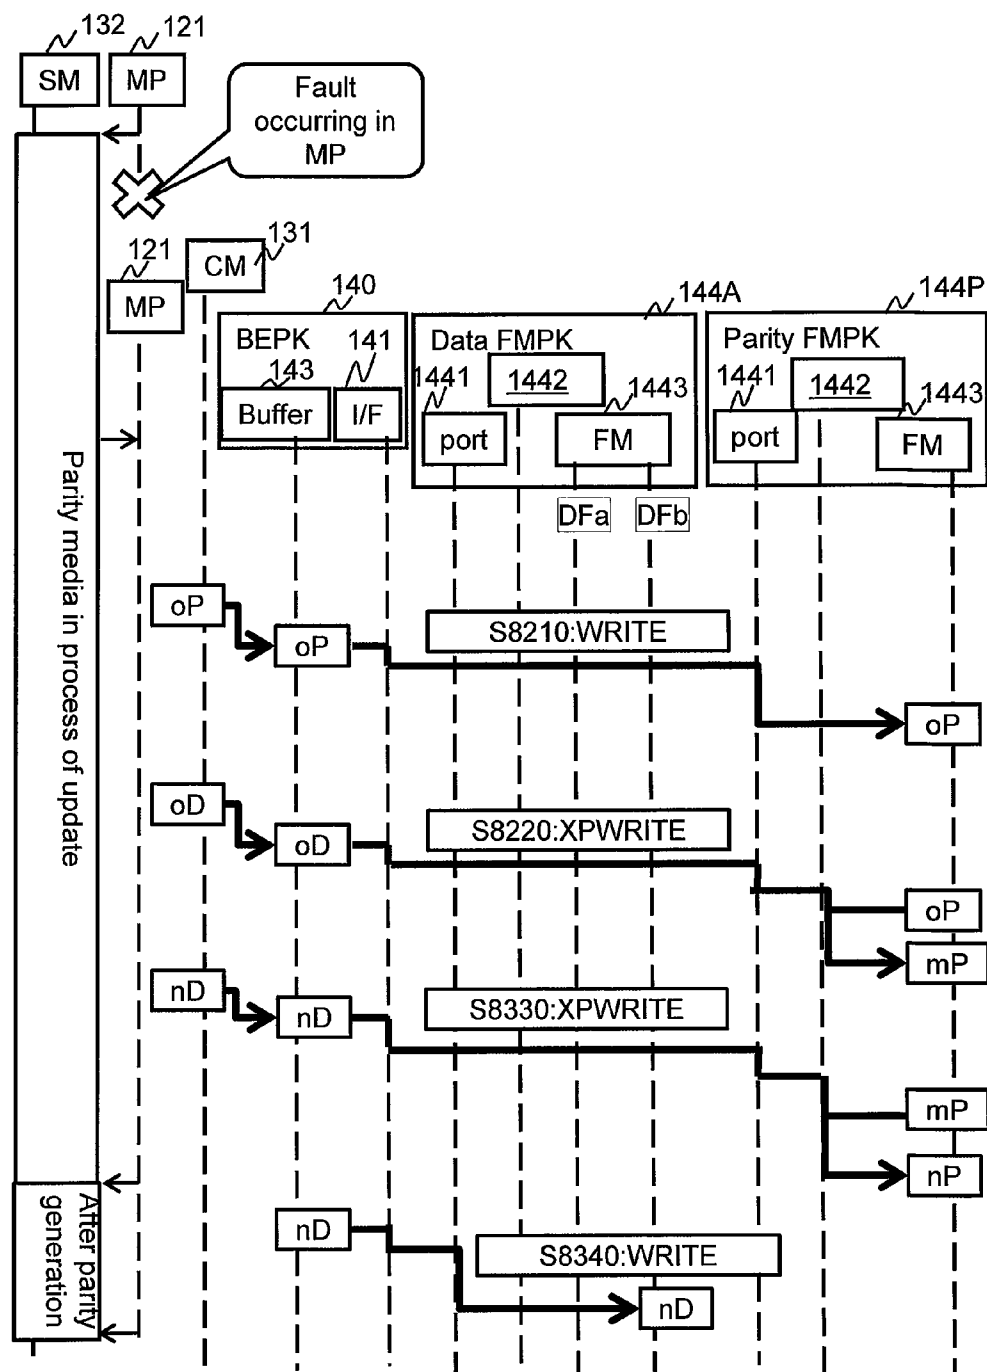 132
121
SM
MP
Fault
occurring in
MP
121
131
CM
MP
140
144A
144P
BEPK
141
143
Buffer
I/F
Data FMPK
1441
1442
1443
port
FM
Parity FMPK
1441
1442
1443
port
FM
DFa
DFb
Parity media in process of update
oP
oP
S8210:WRITE
oP
oD
oD
S8220:XPWRITE
oP
mP
nD
nD
S8330:XPWRITE
mP
nP
After parity
generation
nD
S8340:WRITE
nD